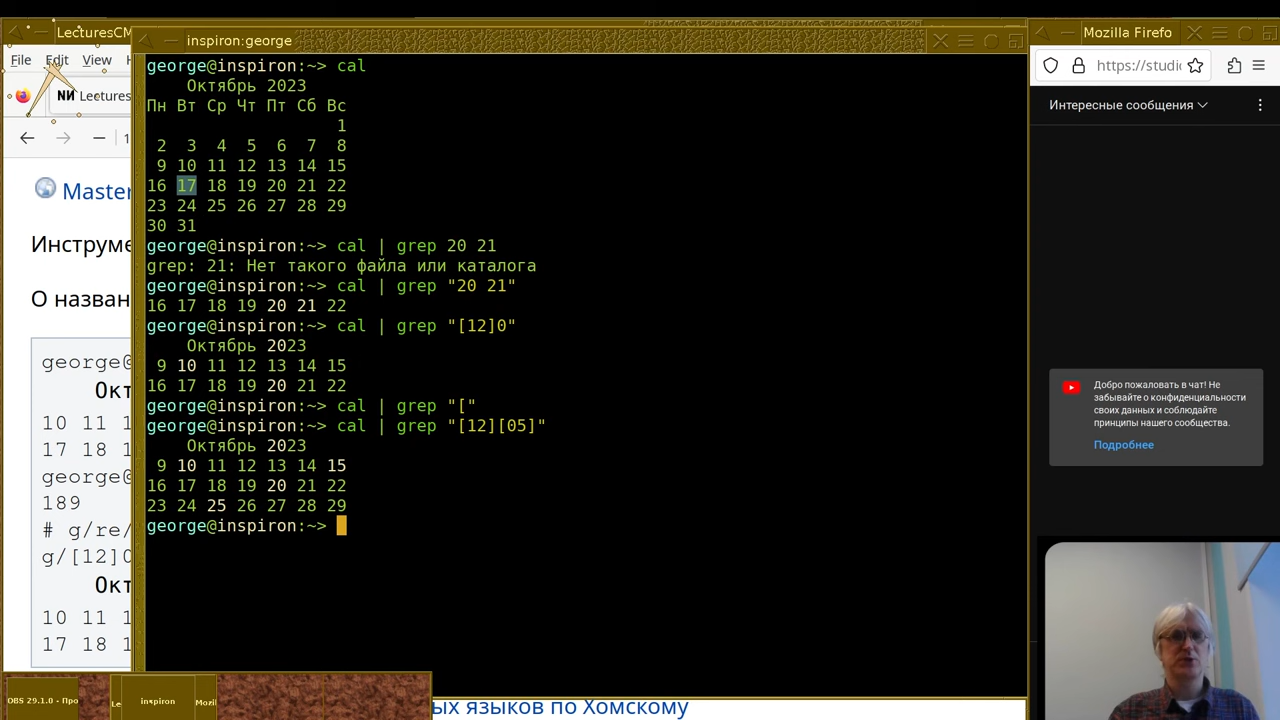 LecturesCM
File Edit View
Lectures
Master
Инструме
О назван
george@
Окт
10 11 1
17 18 1
george@
189
# g/re/
g/[12]0
Окт
10 11 1
17 18 1
ых языков по Хомскому
inspiron:george
george@inspiron:~> cal
Октябрь 2023
Пн Вт Ср Чт Пт Сб Вс
1
2 3 4 5 6 7 8
9 10 11 12 13 14 15
16 17 18 19 20 21 22
23 24 25 26 27 28 29
30 31
george@inspiron:~> cal | grep 20 21
grep: 21: Нет такого файла или каталога
george@inspiron:~> cal | grep "20 21"
16 17 18 19 20 21 22
george@inspiron:~> cal | grep "[12]0"
Октябрь 2023
9 10 11 12 13 14 15
16 17 18 19 20 21 22
george@inspiron:~> cal | grep "["
george@inspiron:~> cal | grep "[12][05]"
Октябрь 2023
9 10 11 12 13 14 15
16 17 18 19 20 21 22
23 24 25 26 27 28 29
george@inspiron:~>
Mozilla Firefo
https://studi
Интересные сообщения
Добро пожаловать в чат! Не
забывайте о конфиденциальности
своих данных и соблюдайте
принципы нашего сообщества.
Подробнее
OBS 29.1.0 - Про
Le
inspiron
Mozi